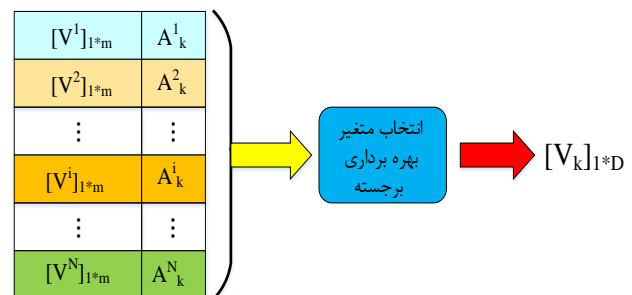 [V¹]₁*ₘ A¹ₖ
[V²]₁*ₘ A²ₖ
⋮ ⋮
[Vⁱ]₁*ₘ Aⁱₖ
⋮ ⋮
[Vᴺ]₁*ₘ Aᴺₖ
انتخاب متغیر
بهره برداری
برجسته
[Vₖ]₁*D